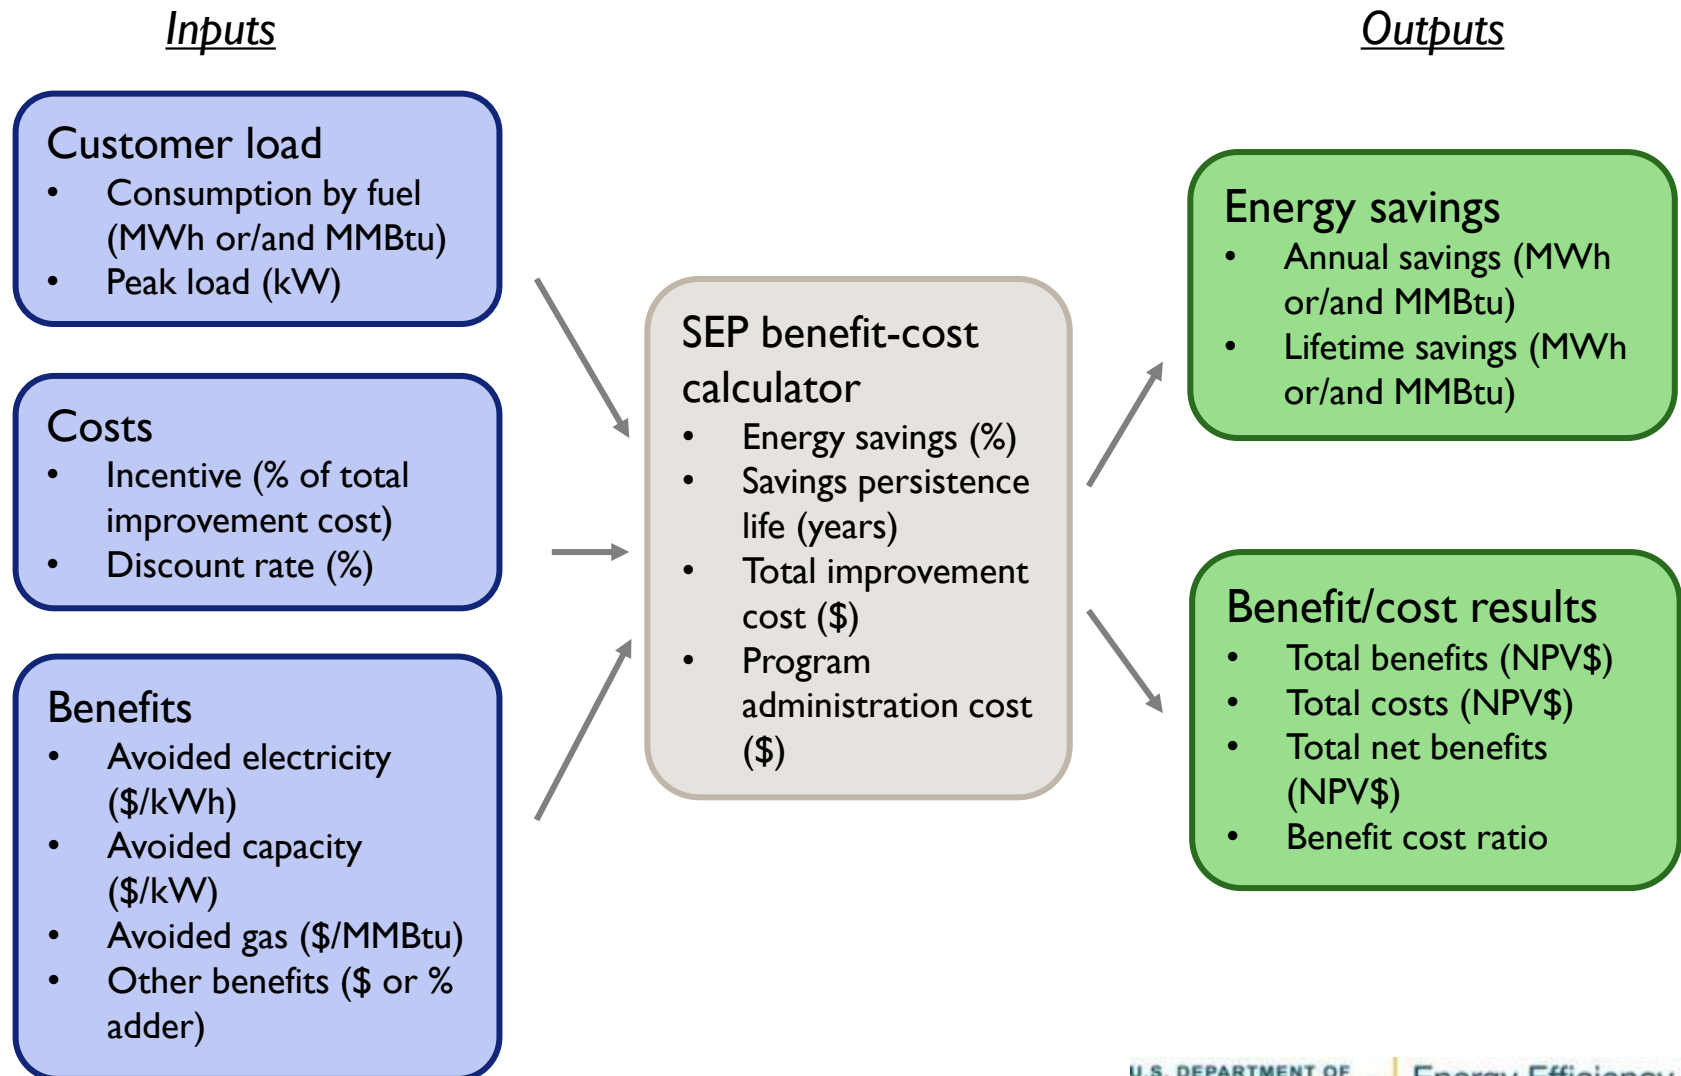 Inputs
Outputs
Customer load
• Consumption by fuel
(MWh or/and MMBtu)
• Peak load (kW)
Costs
• Incentive (% of total
improvement cost)
• Discount rate (%)
Benefits
• Avoided electricity
($/kWh)
• Avoided capacity
($/kW)
• Avoided gas ($/MMBtu)
• Other benefits ($ or %
adder)
SEP benefit-cost
calculator
• Energy savings (%)
• Savings persistence
life (years)
• Total improvement
cost ($)
• Program
administration cost
($)
Energy savings
• Annual savings (MWh
or/and MMBtu)
• Lifetime savings (MWh
or/and MMBtu)
Benefit/cost results
• Total benefits (NPV$)
• Total costs (NPV$)
• Total net benefits
(NPV$)
• Benefit cost ratio
U.S. DEPARTMENT OF
Energy Efficiency